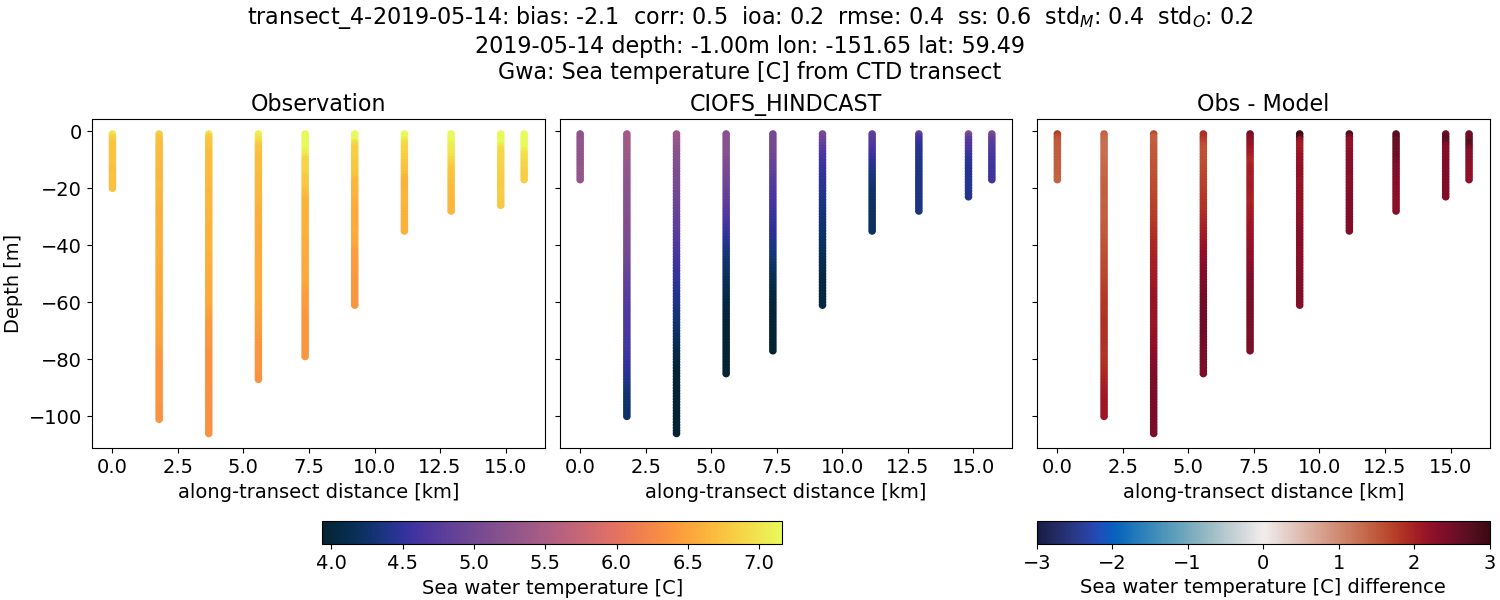 transect_4-2019-05-14: bias: -2.1 corr: 0.5 ioa: 0.2 rmse: 0.4 ss: 0.6 std_M: 0.4 std_O: 0.2
2019-05-14 depth: -1.00m lon: -151.65 lat: 59.49
Gwa: Sea temperature [C] from CTD transect
Observation
CIOFS_HINDCAST
Obs - Model
Depth [m]
0
−20
−40
−60
−80
−100
0.0 2.5 5.0 7.5 10.0 12.5 15.0
0.0 2.5 5.0 7.5 10.0 12.5 15.0
0.0 2.5 5.0 7.5 10.0 12.5 15.0
along-transect distance [km]
along-transect distance [km]
along-transect distance [km]
4.0 4.5 5.0 5.5 6.0 6.5 7.0
Sea water temperature [C]
−3 −2 −1 0 1 2 3
Sea water temperature [C] difference